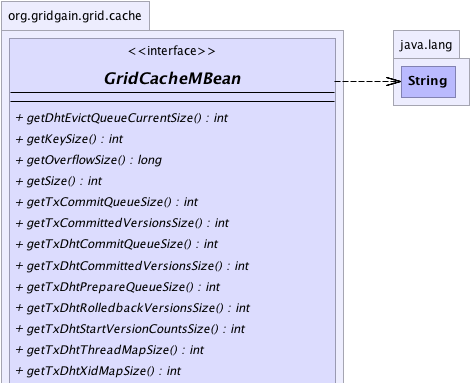 org.gridgain.grid.cache
<<interface>>
GridCacheMBean
+ getDhtEvictQueueCurrentSize() : int
+ getKeySize() : int
+ getOverflowSize() : long
+ getSize() : int
+ getTxCommitQueueSize() : int
+ getTxCommittedVersionsSize() : int
+ getTxDhtCommitQueueSize() : int
+ getTxDhtCommittedVersionsSize() : int
+ getTxDhtPrepareQueueSize() : int
+ getTxDhtRolledbackVersionsSize() : int
+ getTxDhtStartVersionCountsSize() : int
+ getTxDhtThreadMapSize() : int
+ getTxDhtXidMapSize() : int
java.lang
String